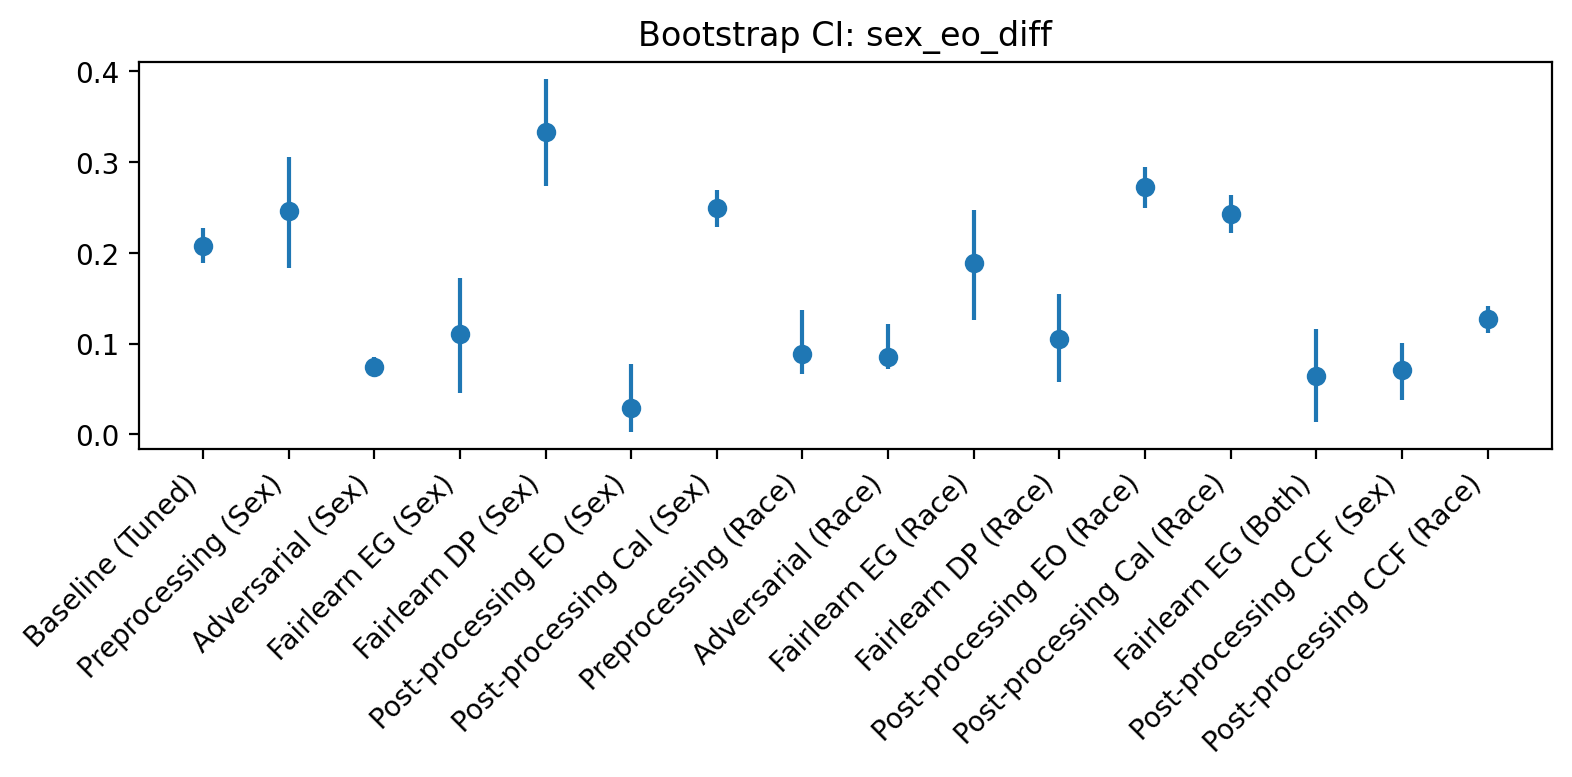 Bootstrap CI: sex_eo_diff
0.4
0.3
0.2
0.1
0.0
Baseline (Tuned)
Preprocessing (Sex)
Adversarial (Sex)
Fairlearn EG (Sex)
Fairlearn DP (Sex)
Post-processing EO (Sex)
Post-processing Cal (Sex)
Preprocessing (Race)
Adversarial (Race)
Fairlearn EG (Race)
Fairlearn DP (Race)
Post-processing EO (Race)
Post-processing Cal (Race)
Fairlearn EG (Both)
Post-processing CCF (Sex)
Post-processing CCF (Race)